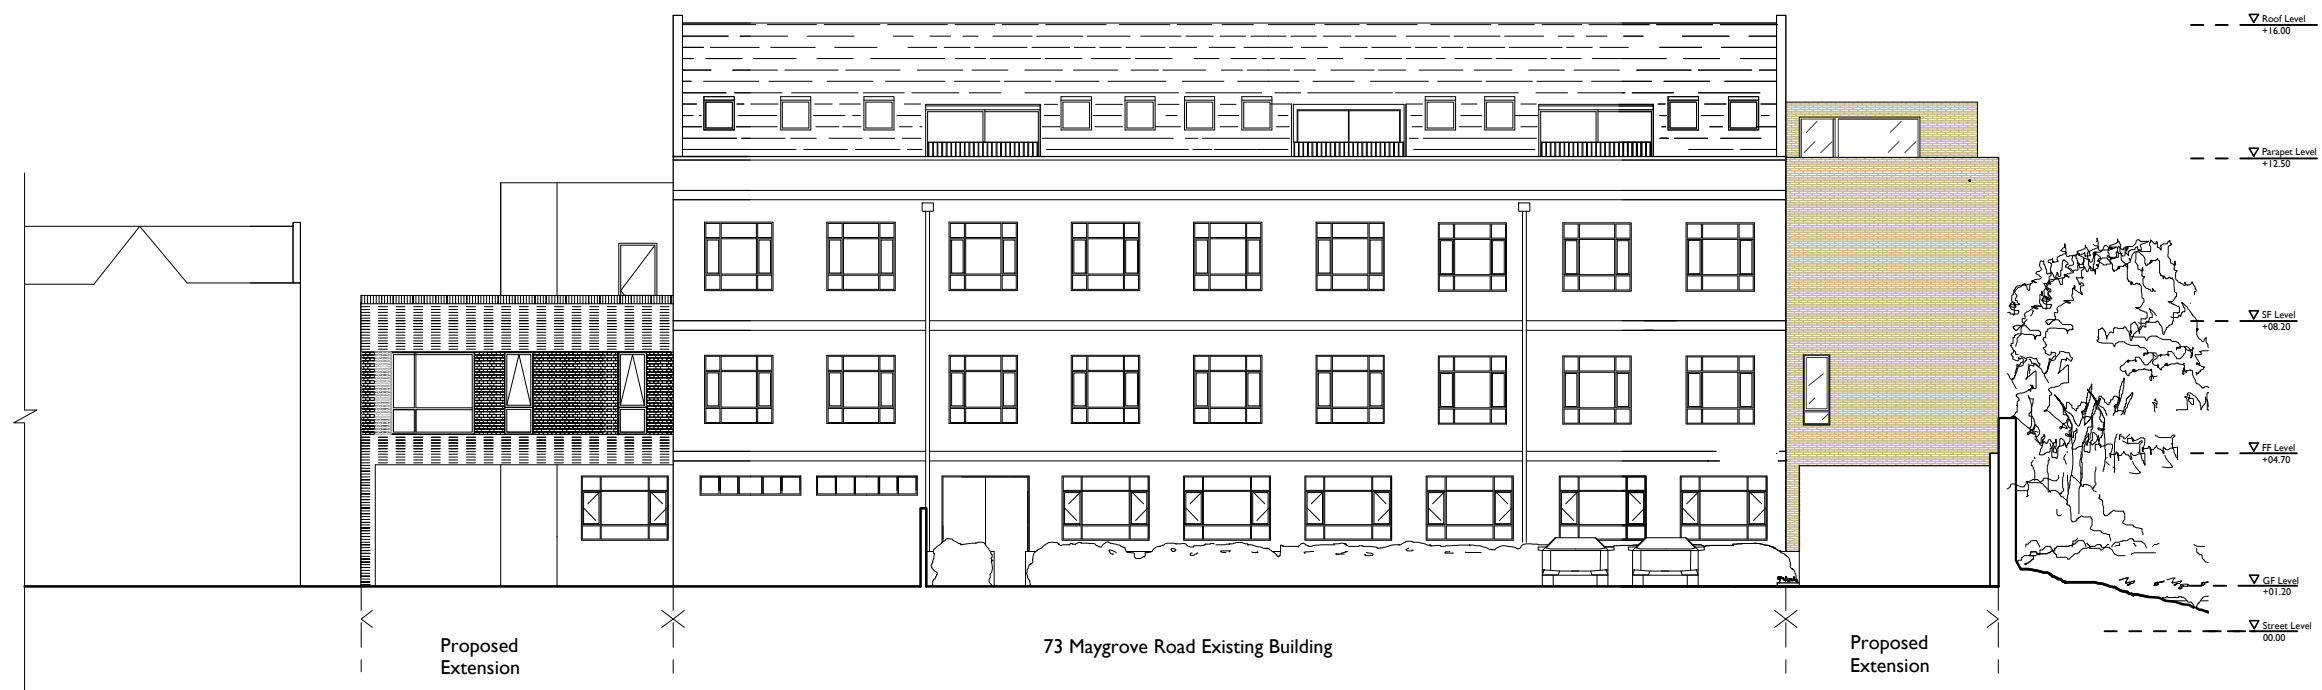 Roof Level
+16.00
Parapet Level
+12.50
SF Level
+08.20
FF Level
+04.70
GF Level
+01.20
Street Level
00.00
Proposed
Extension
73 Maygrove Road Existing Building
Proposed
Extension